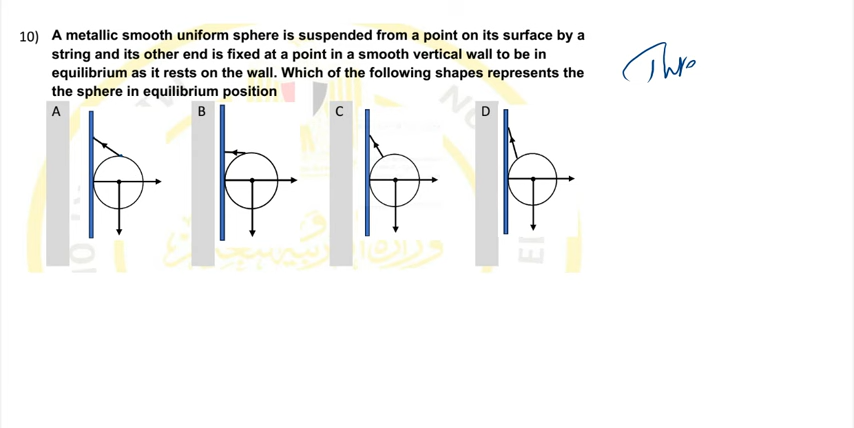 10) A metallic smooth uniform sphere is suspended from a point on its surface by a
string and its other end is fixed at a point in a smooth vertical wall to be in
equilibrium as it rests on the wall. Which of the following shapes represents the
the sphere in equilibrium position
Thre
A B C D